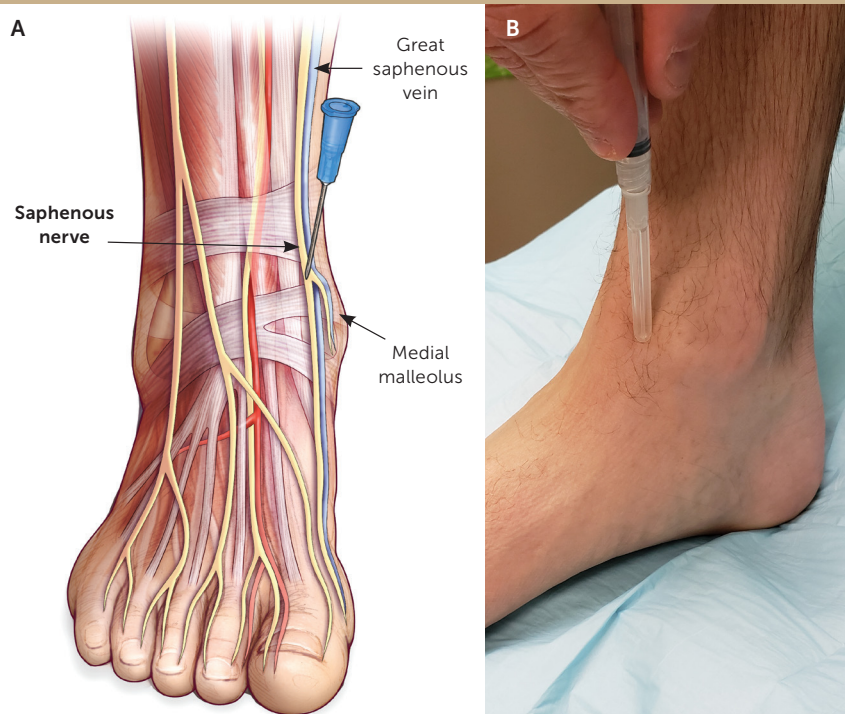 A
Great
saphenous
vein
Saphenous
nerve
Medial
malleolus
B